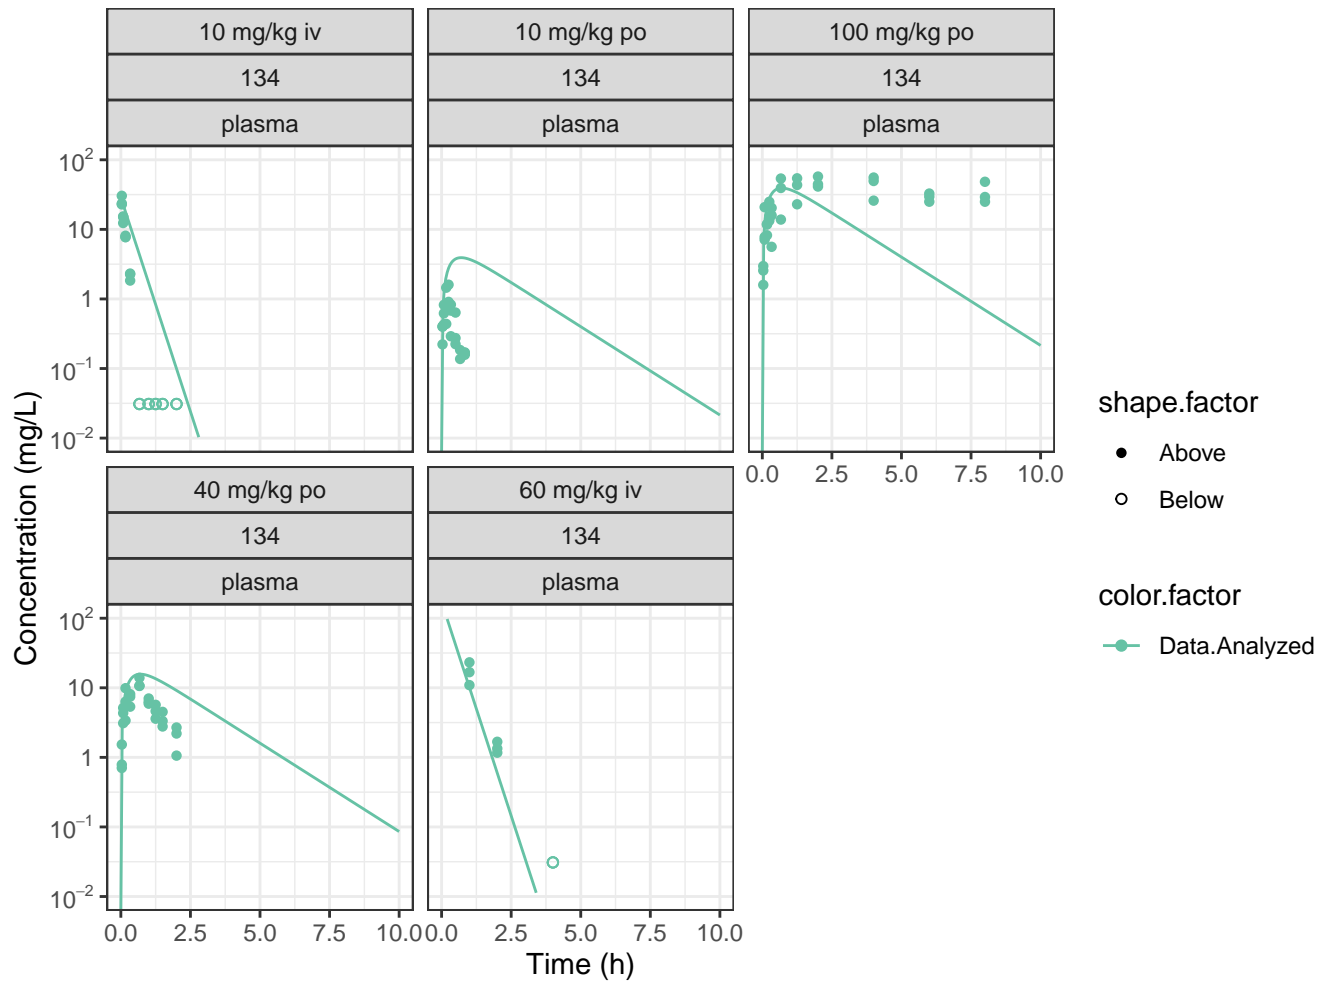 10 mg/kg iv
10 mg/kg po
100 mg/kg po
134
134
134
plasma
plasma
plasma
10²
10
1
10⁻¹
10⁻²
0.0 2.5 5.0 7.5 10.0
40 mg/kg po
60 mg/kg iv
134
134
plasma
plasma
10²
10
1
10⁻¹
10⁻²
0.0 2.5 5.0 7.5 10.0
0.0 2.5 5.0 7.5 10.0
Time (h)
Concentration (mg/L)
shape.factor
Above
Below
color.factor
Data.Analyzed